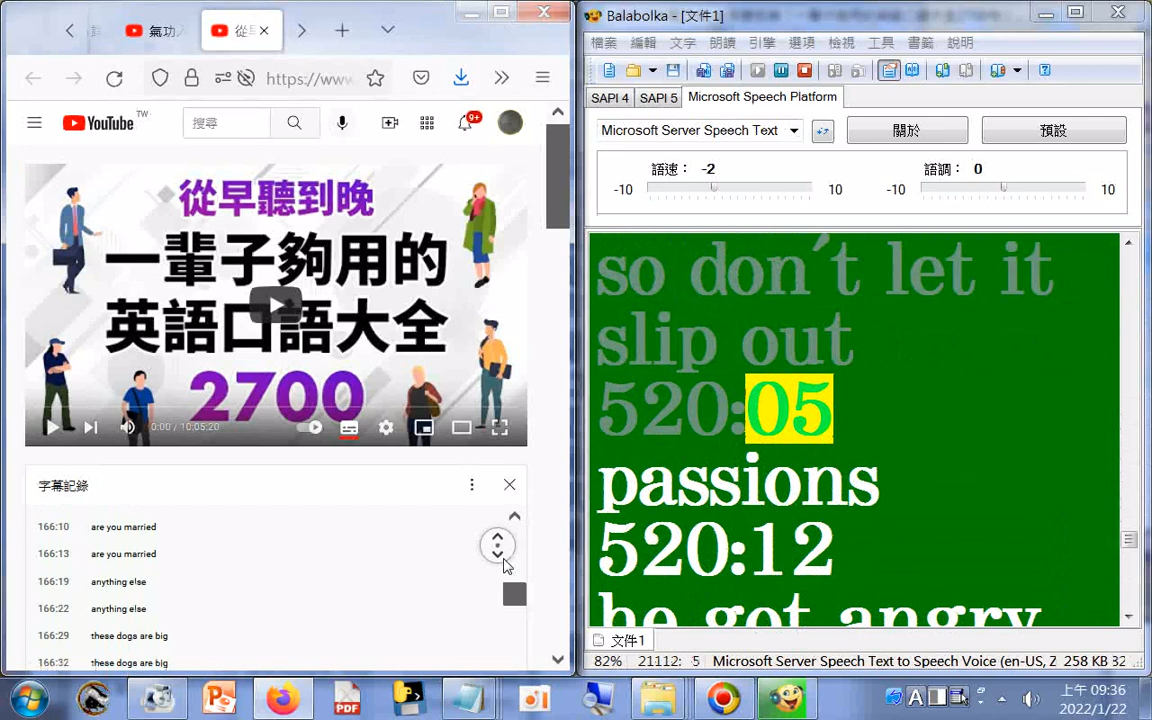 氣功
從
https://www
YouTube TW
搜尋
9+
從早聽到晚
一輩子夠用的
英語口語大全
2700
0:00 / 10:05:20
字幕記錄
166:10 are you married
166:13 are you married
166:19 anything else
166:22 anything else
166:29 these dogs are big
166:32 these dogs are big
Balabolka - [文件1]
檔案 編輯 文字 朗讀 引擎 選項 檢視 工具 書籤 說明
SAPI 4 SAPI 5 Microsoft Speech Platform
Microsoft Server Speech Text 關於 預設
語速： -2 語調： 0
-10 10 -10 10
so don't let it
slip out
520:05
passions
520:12
he got angry
文件1
82% 21112: 5 Microsoft Server Speech Text to Speech Voice (en-US, Z 258 KB 32
PDF
A
上午 09:36
2022/1/22